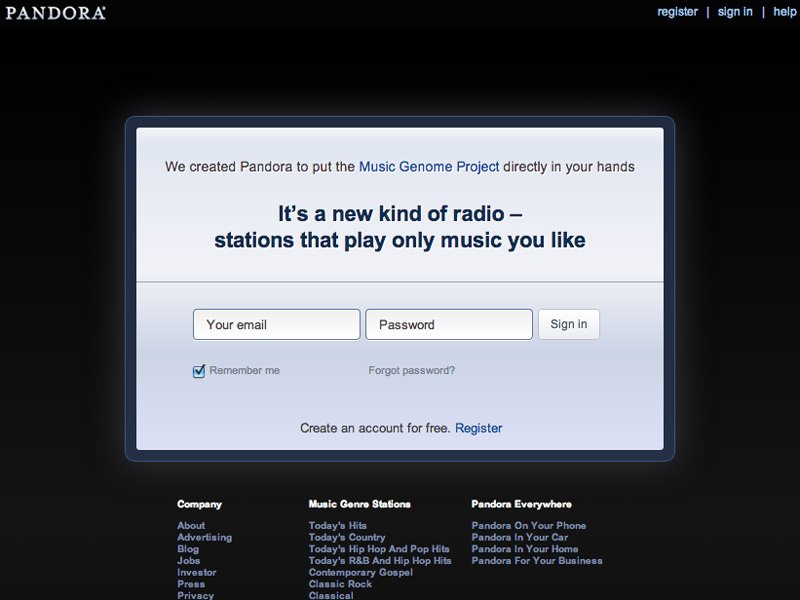 PANDORA®
register | sign in | help
We created Pandora to put the Music Genome Project directly in your hands
It's a new kind of radio –
stations that play only music you like
Your email
Password
Sign in
Remember me
Forgot password?
Create an account for free. Register
Company
About
Advertising
Blog
Jobs
Investor
Press
Privacy
Music Genre Stations
Today's Hits
Today's Country
Today's Hip Hop And Pop Hits
Today's R&B And Hip Hop Hits
Contemporary Gospel
Classic Rock
Classical
Pandora Everywhere
Pandora On Your Phone
Pandora In Your Car
Pandora In Your Home
Pandora For Your Business